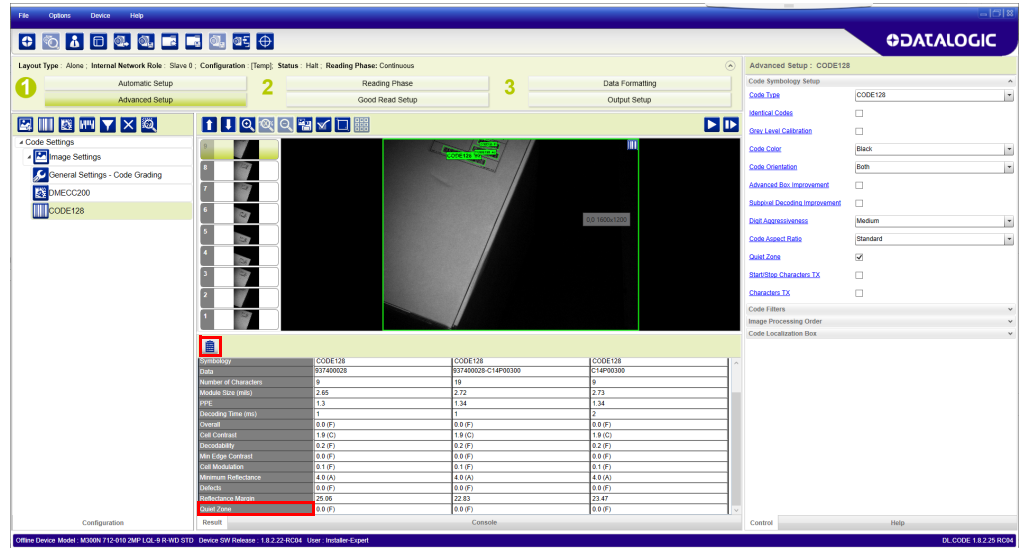 File Options Device Help
DATALOGIC
Layout Type : Alone ; Internal Network Role : Slave 0 ; Configuration : [Temp]; Status : Halt ; Reading Phase: Continuous
1
Automatic Setup
Advanced Setup
2
Reading Phase
Good Read Setup
3
Data Formatting
Output Setup
Code Settings
Image Settings
General Settings - Code Grading
DMECC200
CODE128
Configuration
8
7
6
5
4
3
2
1
CODE128
0,0 1600x1200
Symbology CODE128 CODE128 CODE128
Data 937400028 937400028-C14P00300 C14P00300
Number of Characters 9 19 9
Module Size (mils) 2.65 2.72 2.73
PPE 1.3 1.34 1.34
Decoding Time (ms) 1 1 2
Overall 0.0 (F) 0.0 (F) 0.0 (F)
Cell Contrast 1.9 (C) 1.9 (C) 1.9 (C)
Decodability 0.2 (F) 0.2 (F) 0.2 (F)
Min Edge Contrast 0.0 (F) 0.0 (F) 0.0 (F)
Cell Modulation 0.1 (F) 0.1 (F) 0.1 (F)
Minimum Reflectance 4.0 (A) 4.0 (A) 4.0 (A)
Defects 0.0 (F) 0.0 (F) 0.0 (F)
Reflectance Margin 25.06 22.83 23.47
Quiet Zone 0.0 (F) 0.0 (F) 0.0 (F)
Result Console
Advanced Setup : CODE128
Code Symbology Setup
Code Type CODE128
Identical Codes
Grey Level Calibration
Code Color Black
Code Orientation Both
Advanced Box Improvement
Subpixel Decoding Improvement
Digit Aggressiveness Medium
Code Aspect Ratio Standard
Quiet Zone
Start/Stop Characters TX
Characters TX
Code Filters
Image Processing Order
Code Localization Box
Control Help
Offline Device Model : M300N 712-010 2MP LQL-9 R-WD STD Device SW Release : 1.8.2.22-RC04 User : Installer-Expert DL.CODE 1.8.2.25 RC04